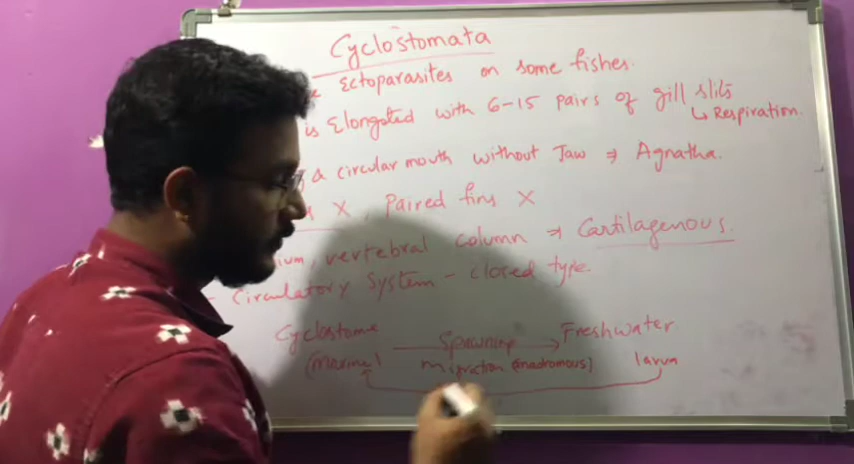 Cyclostomata
Ectoparasites on some fishes.
is Elongated with 6-15 pairs of gill slits
↳ Respiration.
a circular mouth without Jaw ⇒ Agnatha.
X, Paired fins X
vertebral column ⇒ Cartilagenous.
- Circulatory System - closed type.
Cyclostome Spawning Freshwater
(Marine) Migration (Anadromous) larva